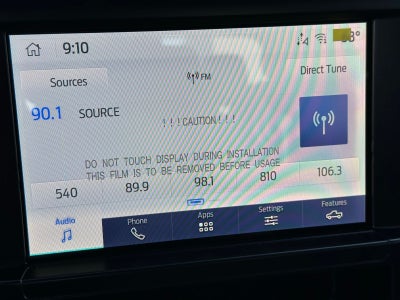 9:10
Sources
FM
Direct Tune
90.1 SOURCE
! ! ! CAUTION ! ! !
DO NOT TOUCH DISPLAY DURING INSTALLATION
THIS FILM IS TO BE REMOVED BEFORE USAGE
540 89.9 98.1 810 106.3
Audio Phone Apps Settings Features